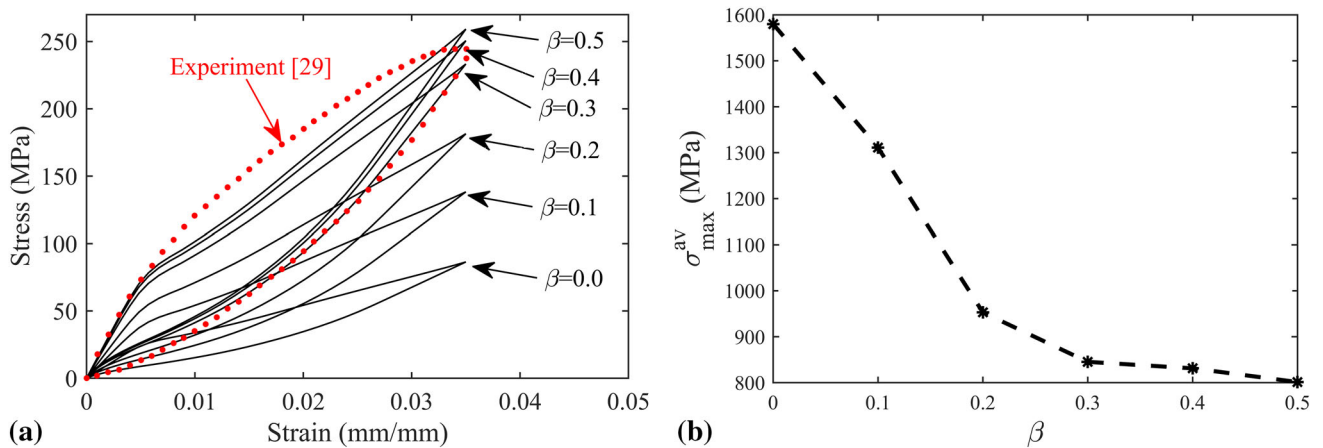 250
200
150
100
50
0
Stress (MPa)
Experiment [29]
β=0.5
β=0.4
β=0.3
β=0.2
β=0.1
β=0.0
0
0.01
0.02
0.03
0.04
0.05
Strain (mm/mm)
(a)
1600
1500
1400
1300
1200
1100
1000
900
800
σ^av_max (MPa)
0
0.1
0.2
0.3
0.4
0.5
β
(b)